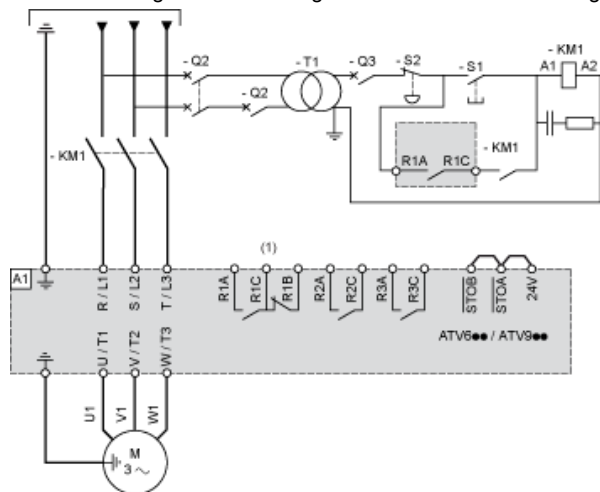 - Q2
- T1
- Q3
- S2
- S1
- KM1
A1
A2
- Q2
- KM1
R1A
R1C
- KM1
(1)
A1
R / L1
S / L2
T / L3
R1A
R1C
R1B
R2A
R2C
R3A
R3C
STOB
STOA
24V
ATV6●● / ATV9●●
U / T1
V / T2
W / T3
U1
V1
W1
M
3 ~